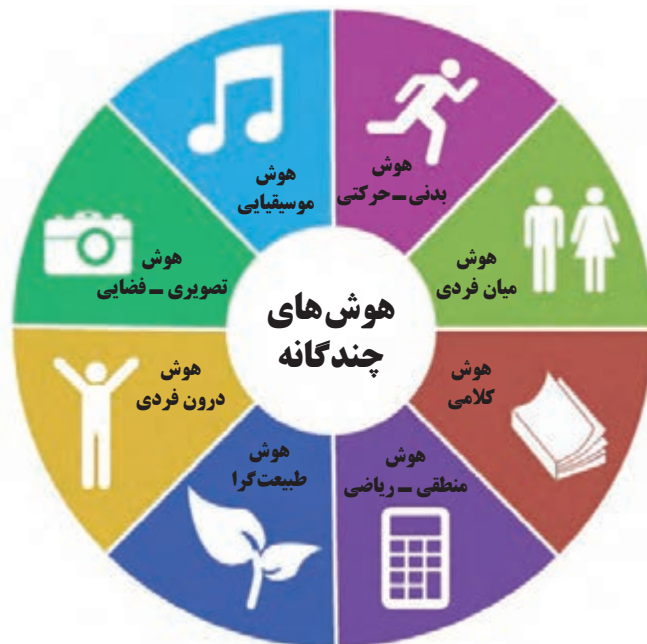 هوش‌های
چندگانه
هوش
بدنی – حرکتی
هوش
میان فردی
هوش
کلامی
هوش
منطقی – ریاضی
هوش
طبیعت‌گرا
هوش
درون فردی
هوش
تصویری – فضایی
هوش
موسیقیایی